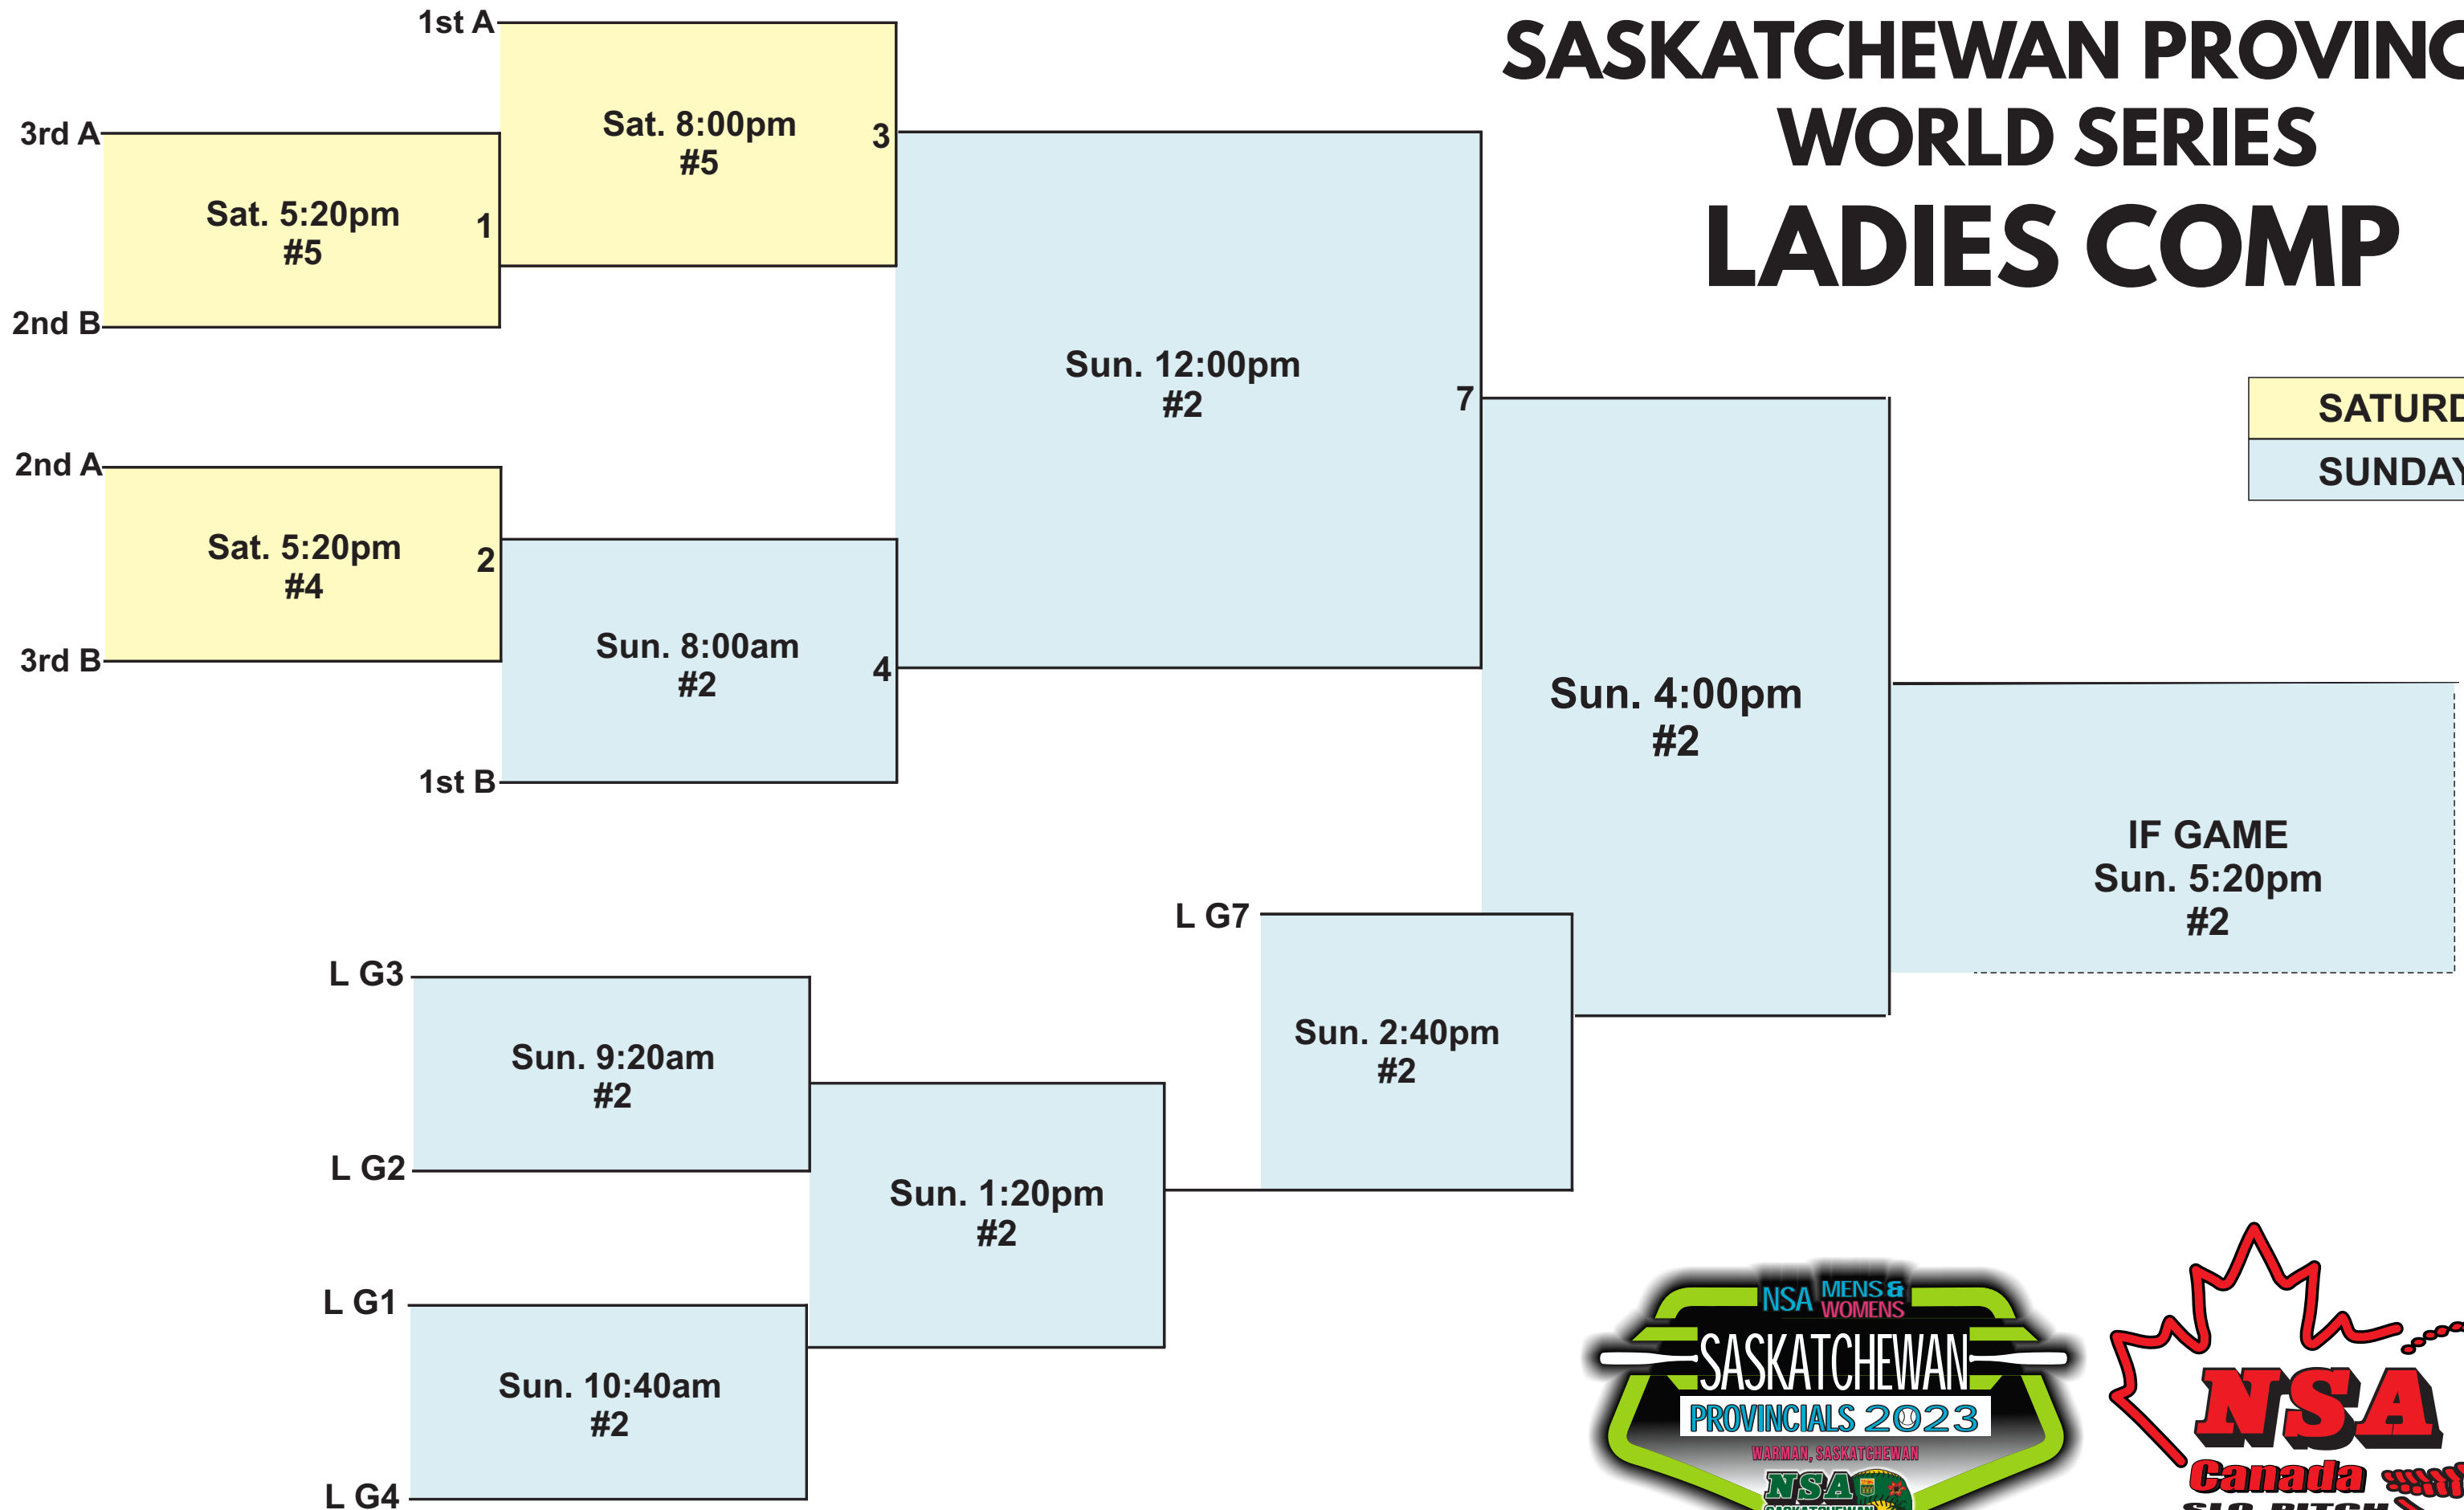 SASKATCHEWAN PROVINC
WORLD SERIES
LADIES COMP
SATURD
SUNDAY
1st A
Sat. 8:00pm
#5
3
3rd A
Sat. 5:20pm
#5
1
2nd B
Sun. 12:00pm
#2
7
2nd A
Sat. 5:20pm
#4
2
3rd B
Sun. 8:00am
#2
4
1st B
Sun. 4:00pm
#2
IF GAME
Sun. 5:20pm
#2
L G7
Sun. 2:40pm
#2
L G3
Sun. 9:20am
#2
L G2
Sun. 1:20pm
#2
L G1
Sun. 10:40am
#2
L G4
NSA MENS &
WOMENS
SASKATCHEWAN
PROVINCIALS 2023
WARMAN, SASKATCHEWAN
NSA
SASKATCHEWAN
NSA
Canada
SLO-PITCH